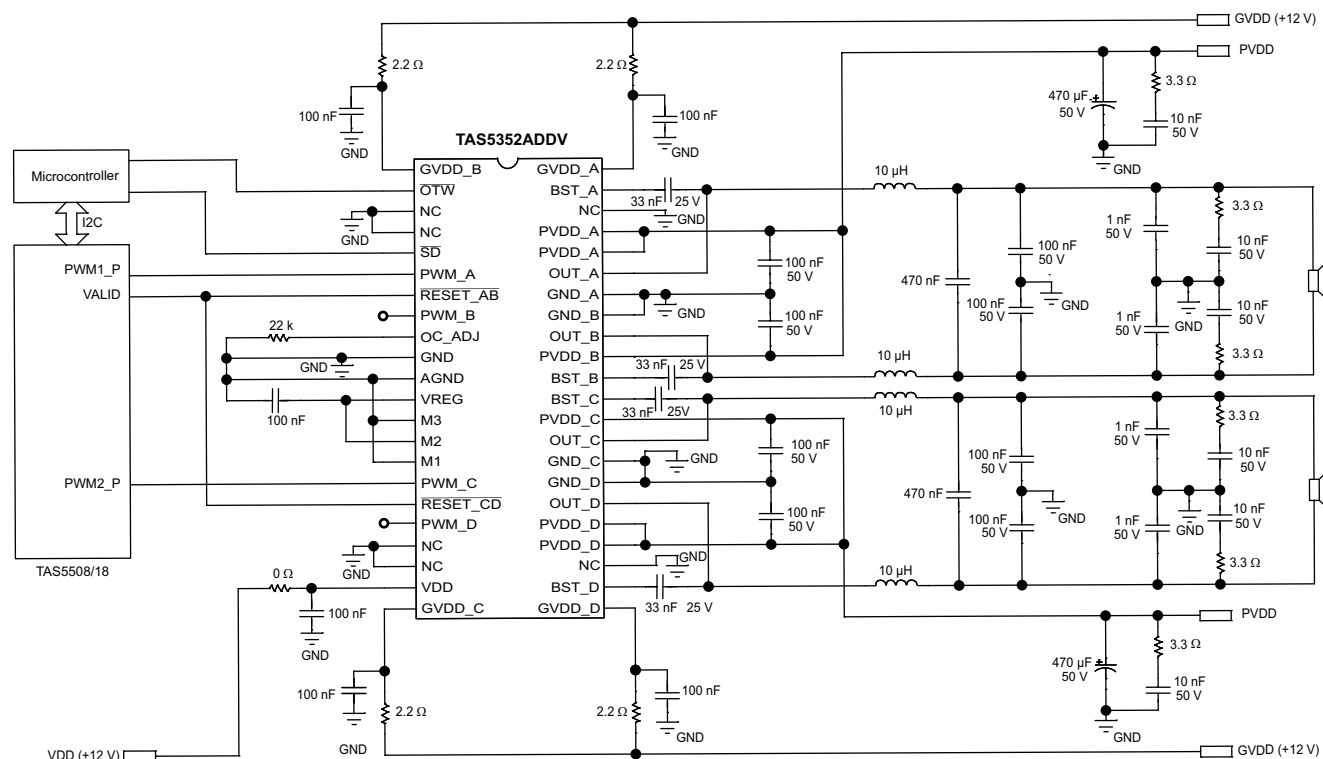 GVDD (+12 V)
PVDD
2.2 Ω
2.2 Ω
100 nF
GND
100 nF
GND
470 µF
50 V
3.3 Ω
10 nF
50 V
GND
TAS5352ADDV
Microcontroller
I2C
PWM1_P
VALID
PWM2_P
TAS5508/18
GVDD_B
OTW
NC
NC
SD
PWM_A
RESET_AB
PWM_B
OC_ADJ
GND
AGND
VREG
M3
M2
M1
PWM_C
RESET_CD
PWM_D
NC
NC
VDD
GVDD_C
GVDD_A
BST_A
NC
PVDD_A
PVDD_A
OUT_A
GND_A
GND_B
OUT_B
PVDD_B
BST_B
BST_C
PVDD_C
OUT_C
GND_C
GND_D
OUT_D
PVDD_D
PVDD_D
NC
BST_D
GVDD_D
GND
22 k
GND
100 nF
GND
0 Ω
100 nF
GND
33 nF 25 V
GND
100 nF
50 V
GND
100 nF
50 V
33 nF 25 V
33 nF 25V
100 nF
50 V
GND
100 nF
50 V
GND
33 nF 25 V
10 µH
470 nF
100 nF
50 V
GND
100 nF
50 V
1 nF
50 V
3.3 Ω
10 nF
50 V
GND
1 nF
50 V
10 nF
50 V
3.3 Ω
10 µH
10 µH
470 nF
100 nF
50 V
GND
100 nF
50 V
1 nF
50 V
3.3 Ω
10 nF
50 V
GND
1 nF
50 V
10 nF
50 V
3.3 Ω
10 µH
PVDD
470 µF
50 V
3.3 Ω
10 nF
50 V
GND
100 nF
2.2 Ω
GND
2.2 Ω
100 nF
GND
VDD (+12 V)
GVDD (+12 V)